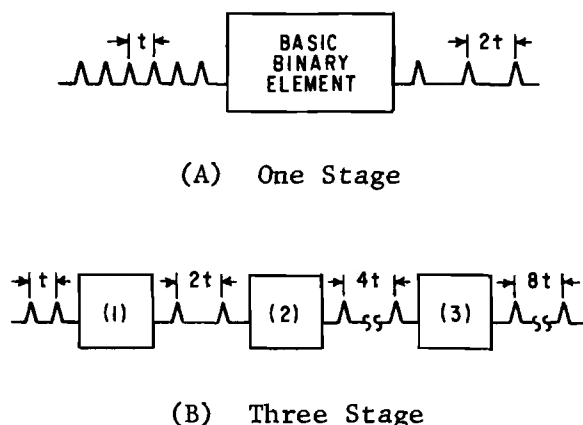 t
BASIC
BINARY
ELEMENT
2t
(A) One Stage
t
(1)
2t
(2)
4t
(3)
8t
(B) Three Stage